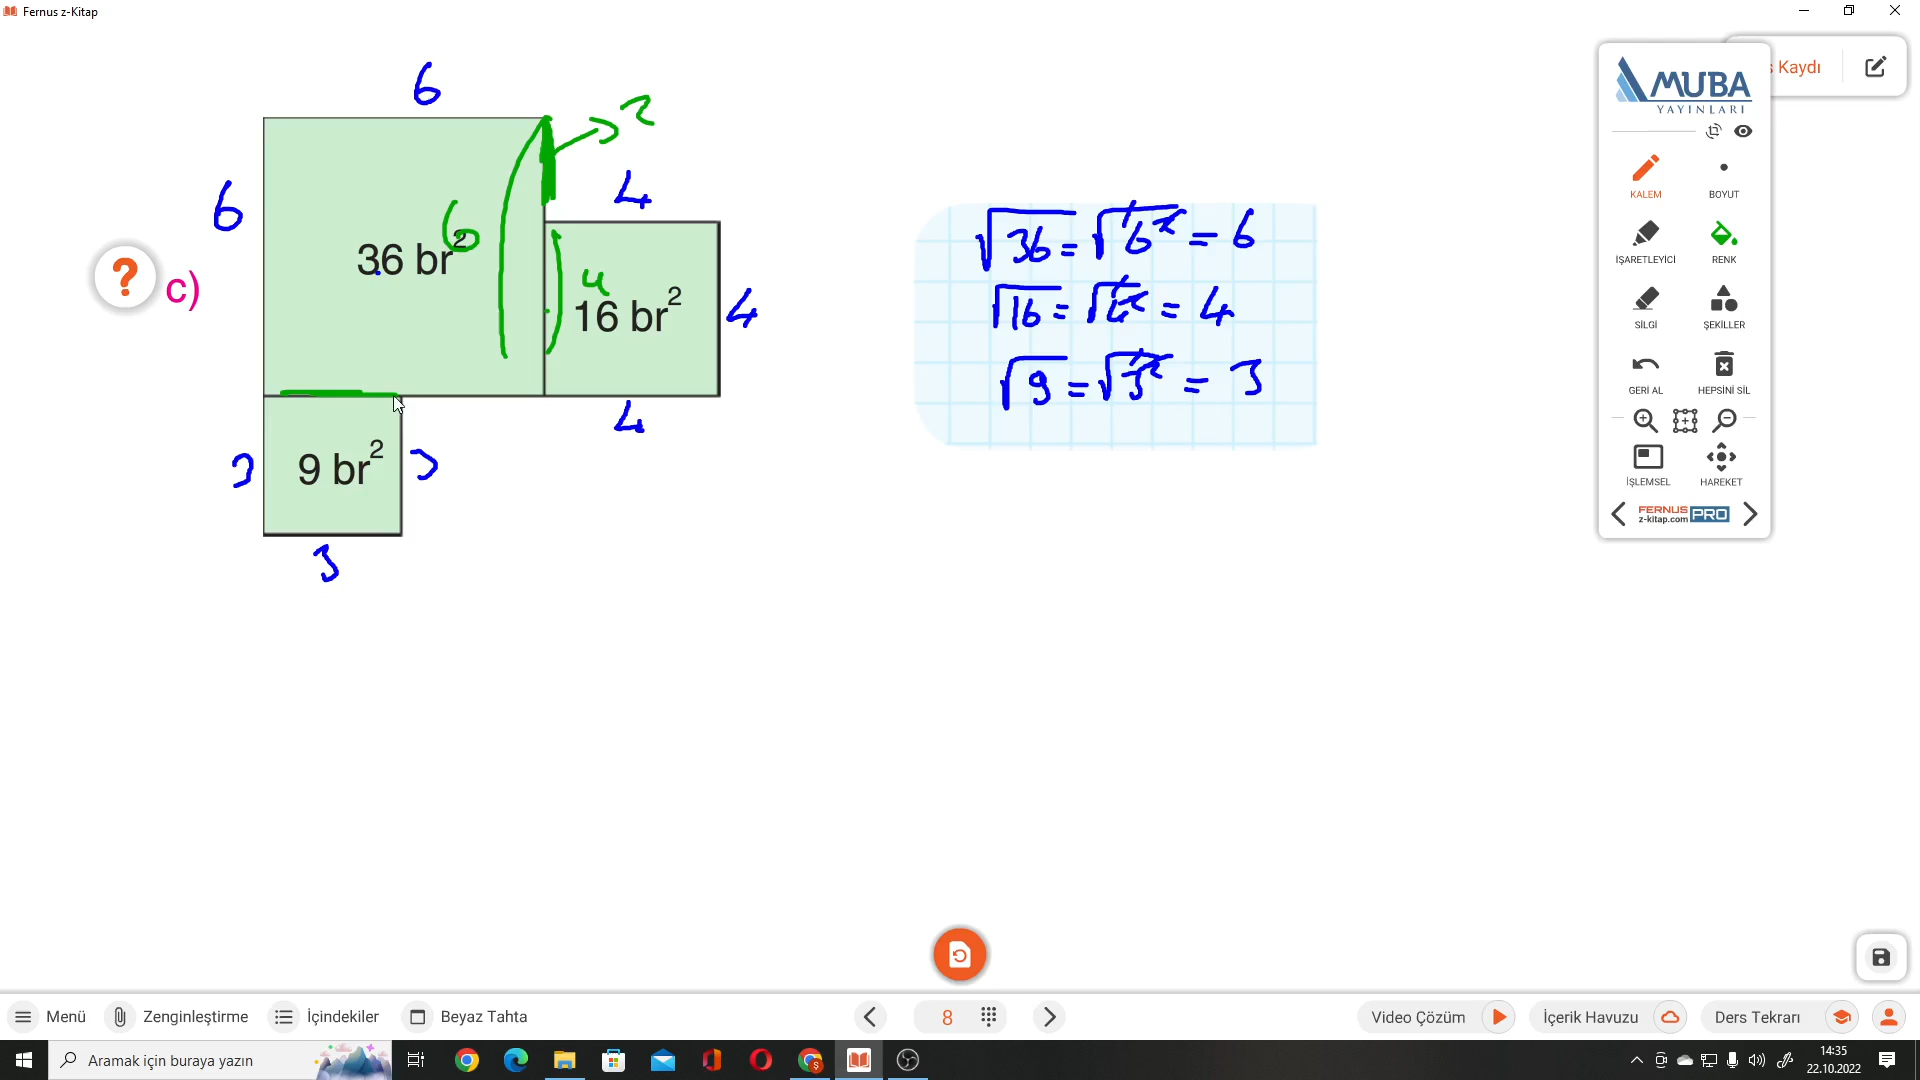 Fernus z-Kitap
6
2
6
4
36 br²
6
4
16 br²
4
c)
4
3
9 br²
3
3
√36 = √6² = 6
√16 = √4² = 4
√9 = √3² = 3
s Kaydı
MUBA
YAYINLARI
KALEM
BOYUT
İŞARETLEYİCİ
RENK
SİLGİ
ŞEKİLLER
GERİ AL
HEPSİNİ SİL
İŞLEMSEL
HAREKET
FERNUS
z-kitap.com PRO
Menü
Zenginleştirme
İçindekiler
Beyaz Tahta
8
Video Çözüm
İçerik Havuzu
Ders Tekrarı
Aramak için buraya yazın
14:35
22.10.2022